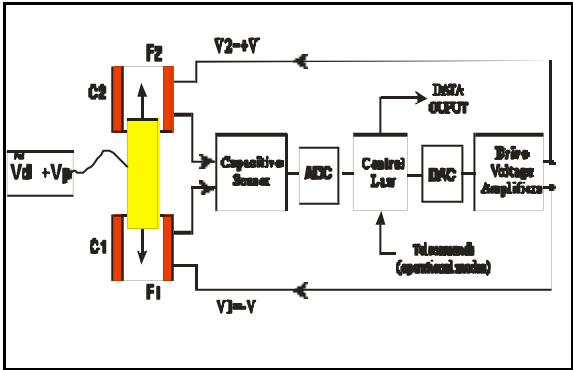 F2
V2=+V
C2
DATA
OUPUT
Vd +Vp
Capacitive
Sensor
ADC
Control
Law
DAC
Drive
Voltage
Amplifiers
C1
Telecommands
(operational modes)
F1
V1=-V